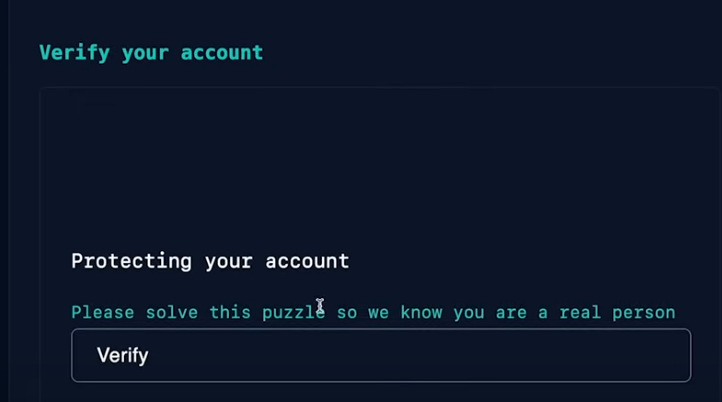 Verify your account
Protecting your account
Please solve this puzzle so we know you are a real person
Verify